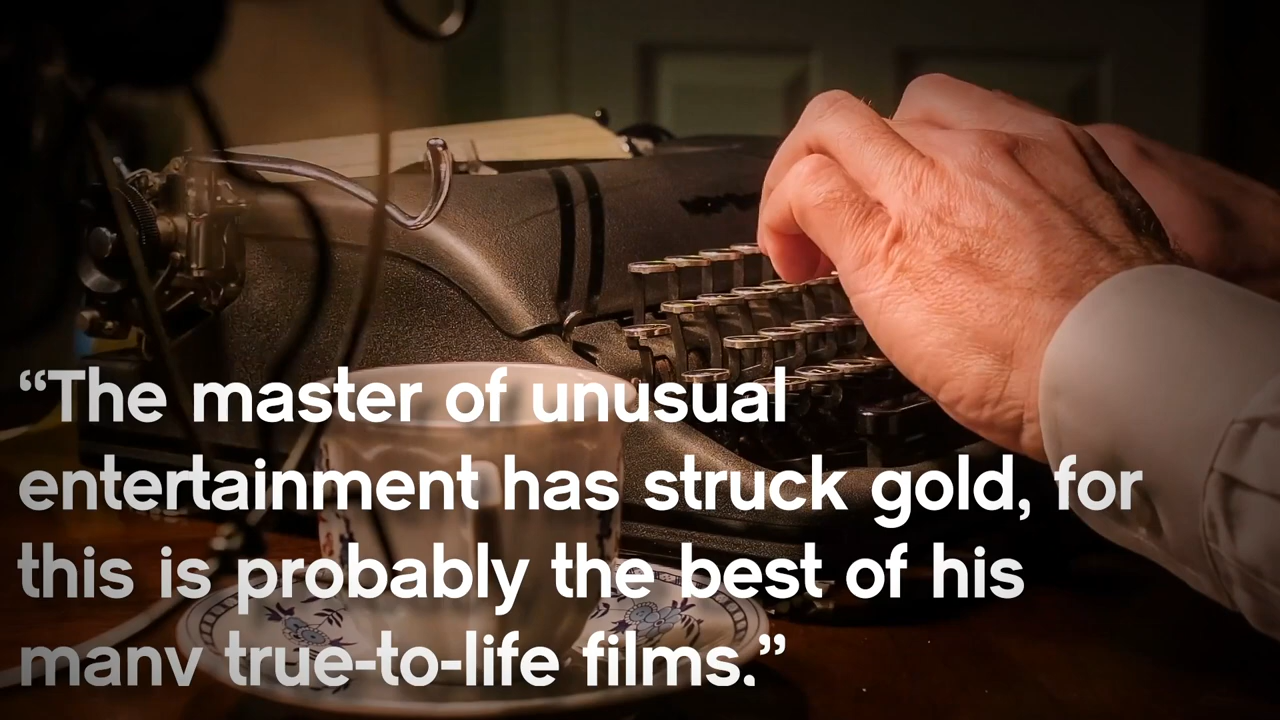 “The master of unusual
entertainment has struck gold, for
this is probably the best of his
many true-to-life films.”